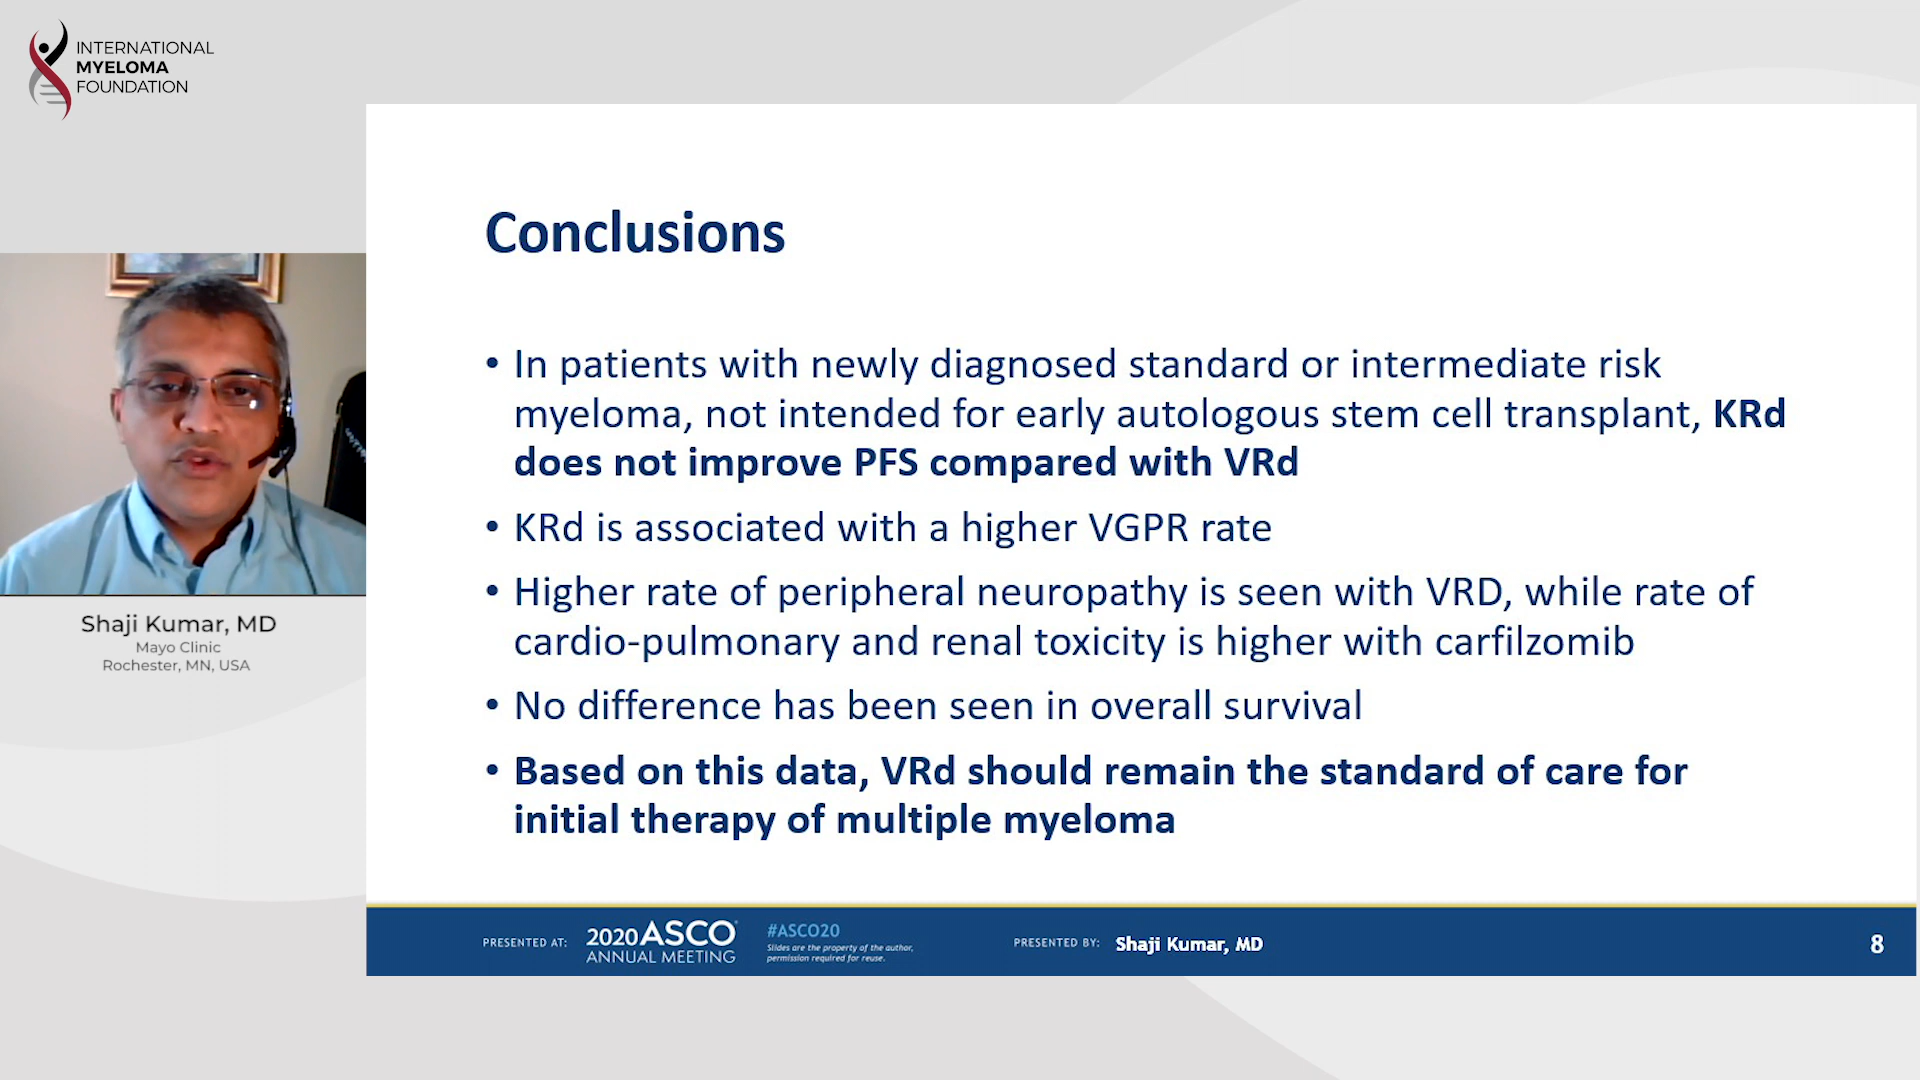 INTERNATIONAL
MYELOMA
FOUNDATION
Conclusions
• In patients with newly diagnosed standard or intermediate risk
myeloma, not intended for early autologous stem cell transplant, KRd
does not improve PFS compared with VRd
• KRd is associated with a higher VGPR rate
• Higher rate of peripheral neuropathy is seen with VRD, while rate of
cardio-pulmonary and renal toxicity is higher with carfilzomib
• No difference has been seen in overall survival
• Based on this data, VRd should remain the standard of care for
initial therapy of multiple myeloma
Shaji Kumar, MD
Mayo Clinic
Rochester, MN, USA
PRESENTED AT:
2020 ASCO
ANNUAL MEETING
#ASCO20
Slides are the property of the author,
permission required for reuse.
PRESENTED BY: Shaji Kumar, MD
8